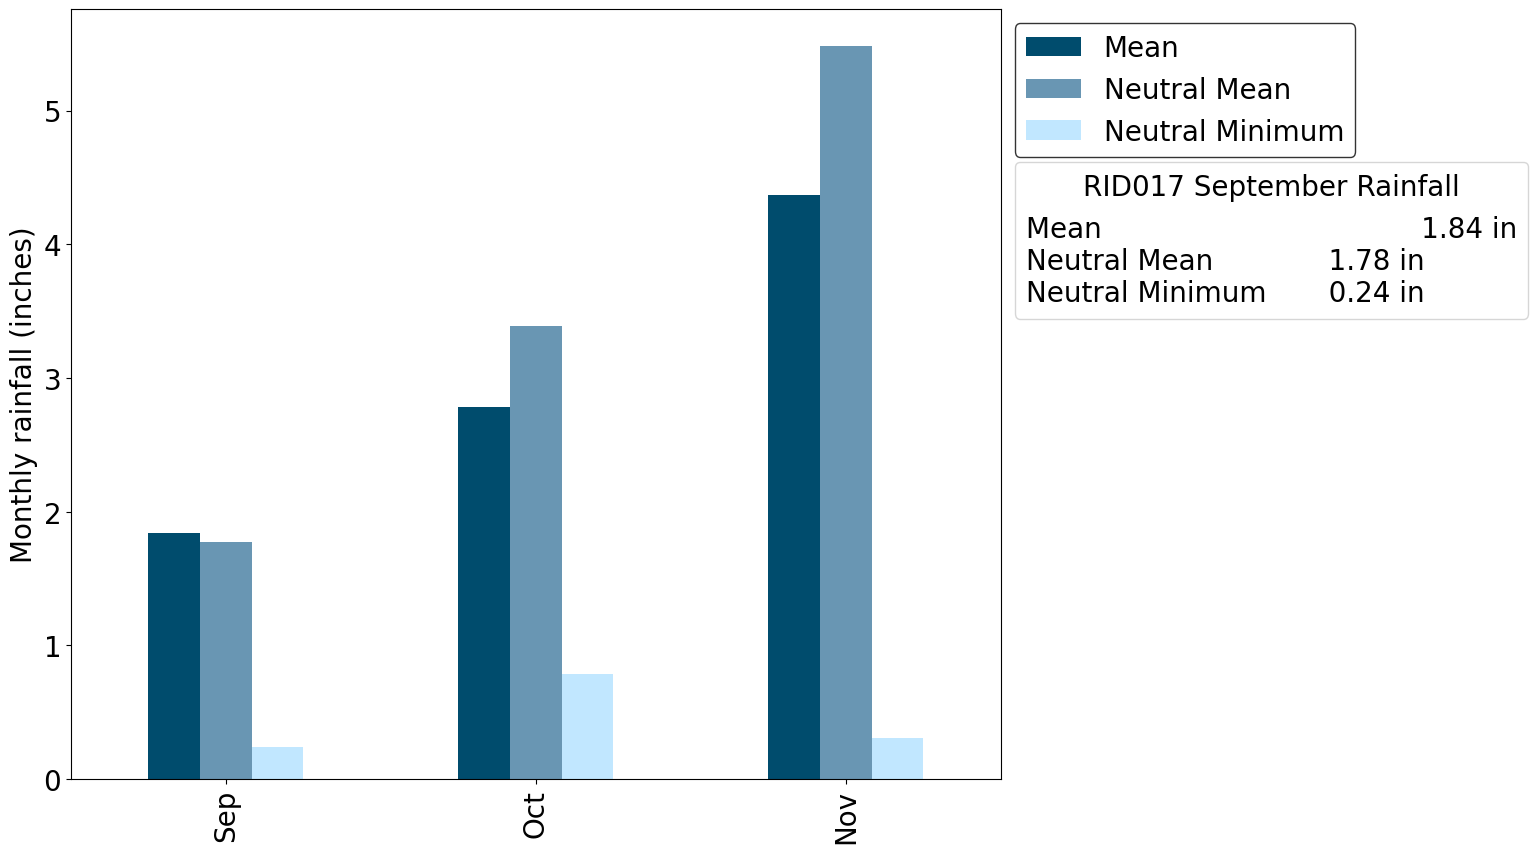 Mean
Neutral Mean
Neutral Minimum
RID017 September Rainfall
Mean 1.84 in
Neutral Mean 1.78 in
Neutral Minimum 0.24 in
Monthly rainfall (inches)
5
4
3
2
1
0
Sep
Oct
Nov